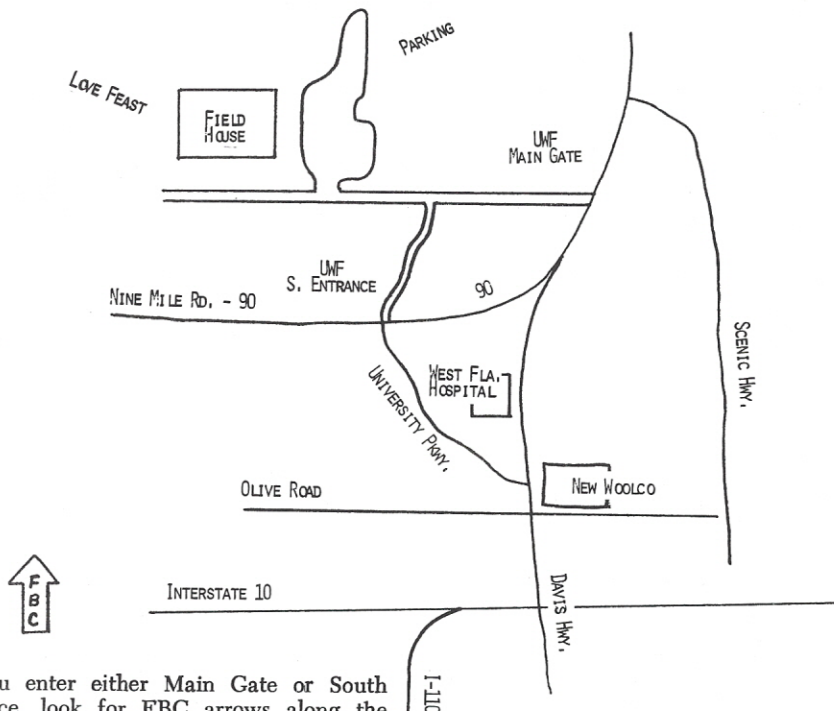 PARKING
LOVE FEAST
FIELD
HOUSE
UWF
MAIN GATE
UWF
S. ENTRANCE
90
NINE MILE RD. - 90
SCENIC HWY.
WEST FLA.
HOSPITAL
UNIVERSITY PKWY.
OLIVE ROAD
NEW WOOLCO
FBC
INTERSTATE 10
DAVIS HWY.
I-110
u enter either Main Gate or South
ce, look for FBC arrows along the